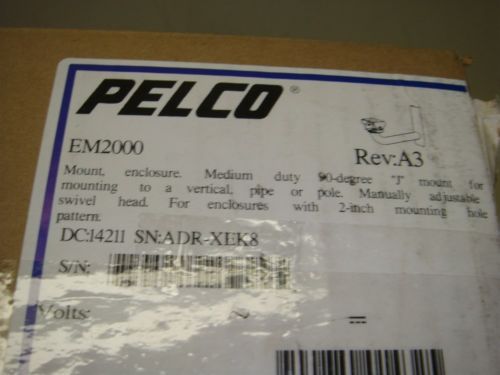 PELCO®
EM2000
Rev:A3
Mount, enclosure. Medium duty 90-degree "J" mount for
mounting to a vertical, pipe or pole. Manually adjustable
swivel head. For enclosures with 2-inch mounting hole
pattern.
DC:14211 SN:ADR-XEK8
S/N:
Volts: ~ ⎓